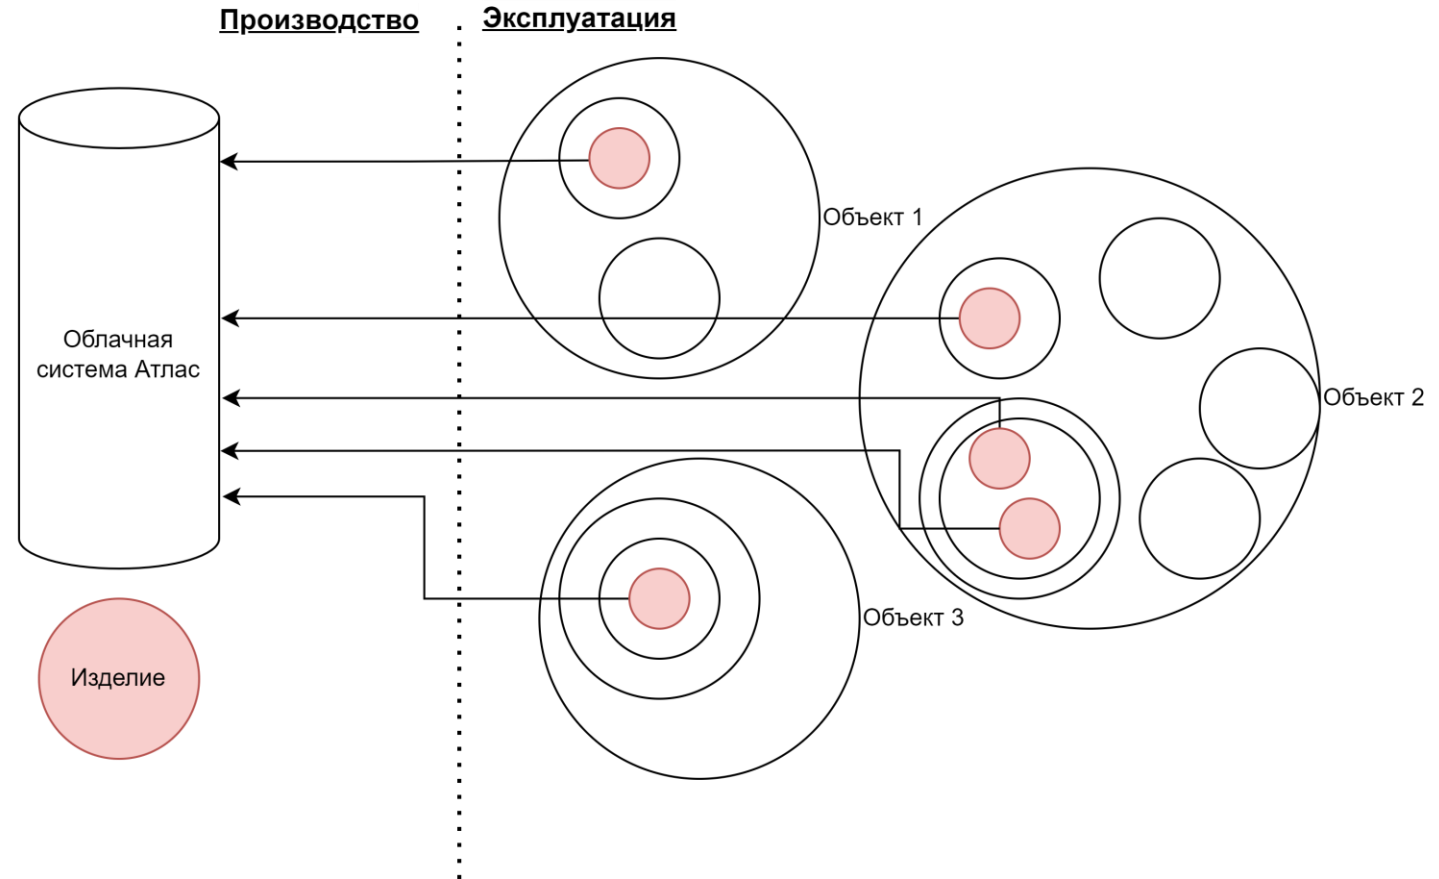 Производство
Эксплуатация
Объект 1
Облачная
система Атлас
Объект 2
Объект 3
Изделие